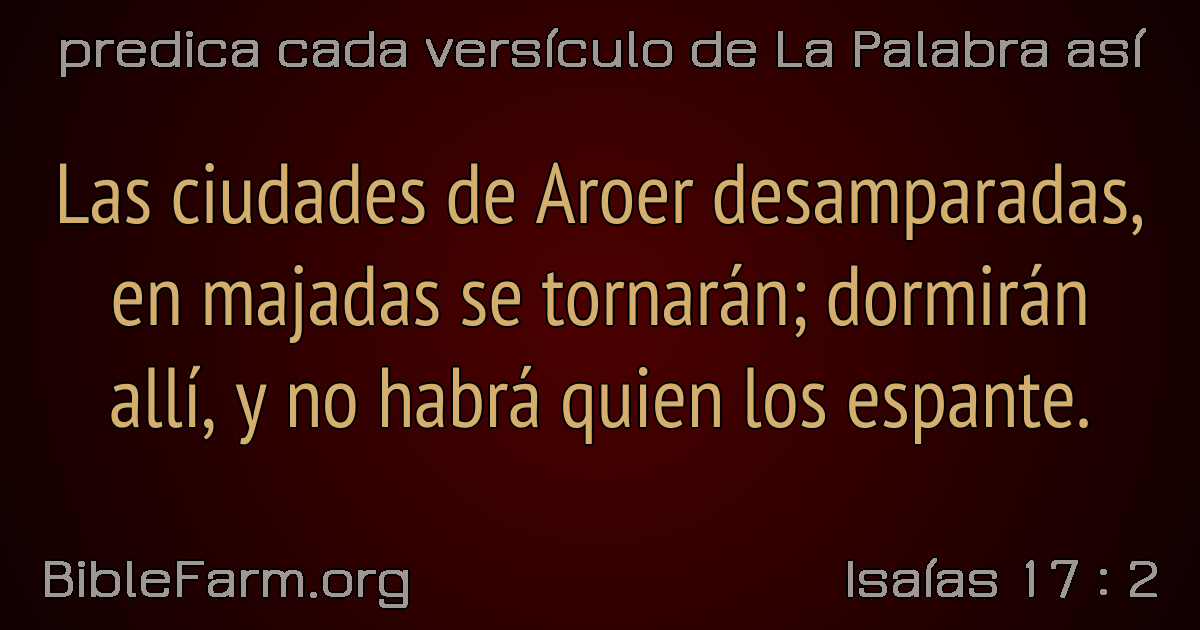 predica cada versículo de La Palabra así
Las ciudades de Aroer desamparadas,
en majadas se tornarán; dormirán
allí, y no habrá quien los espante.
BibleFarm.org
Isaías 17 : 2